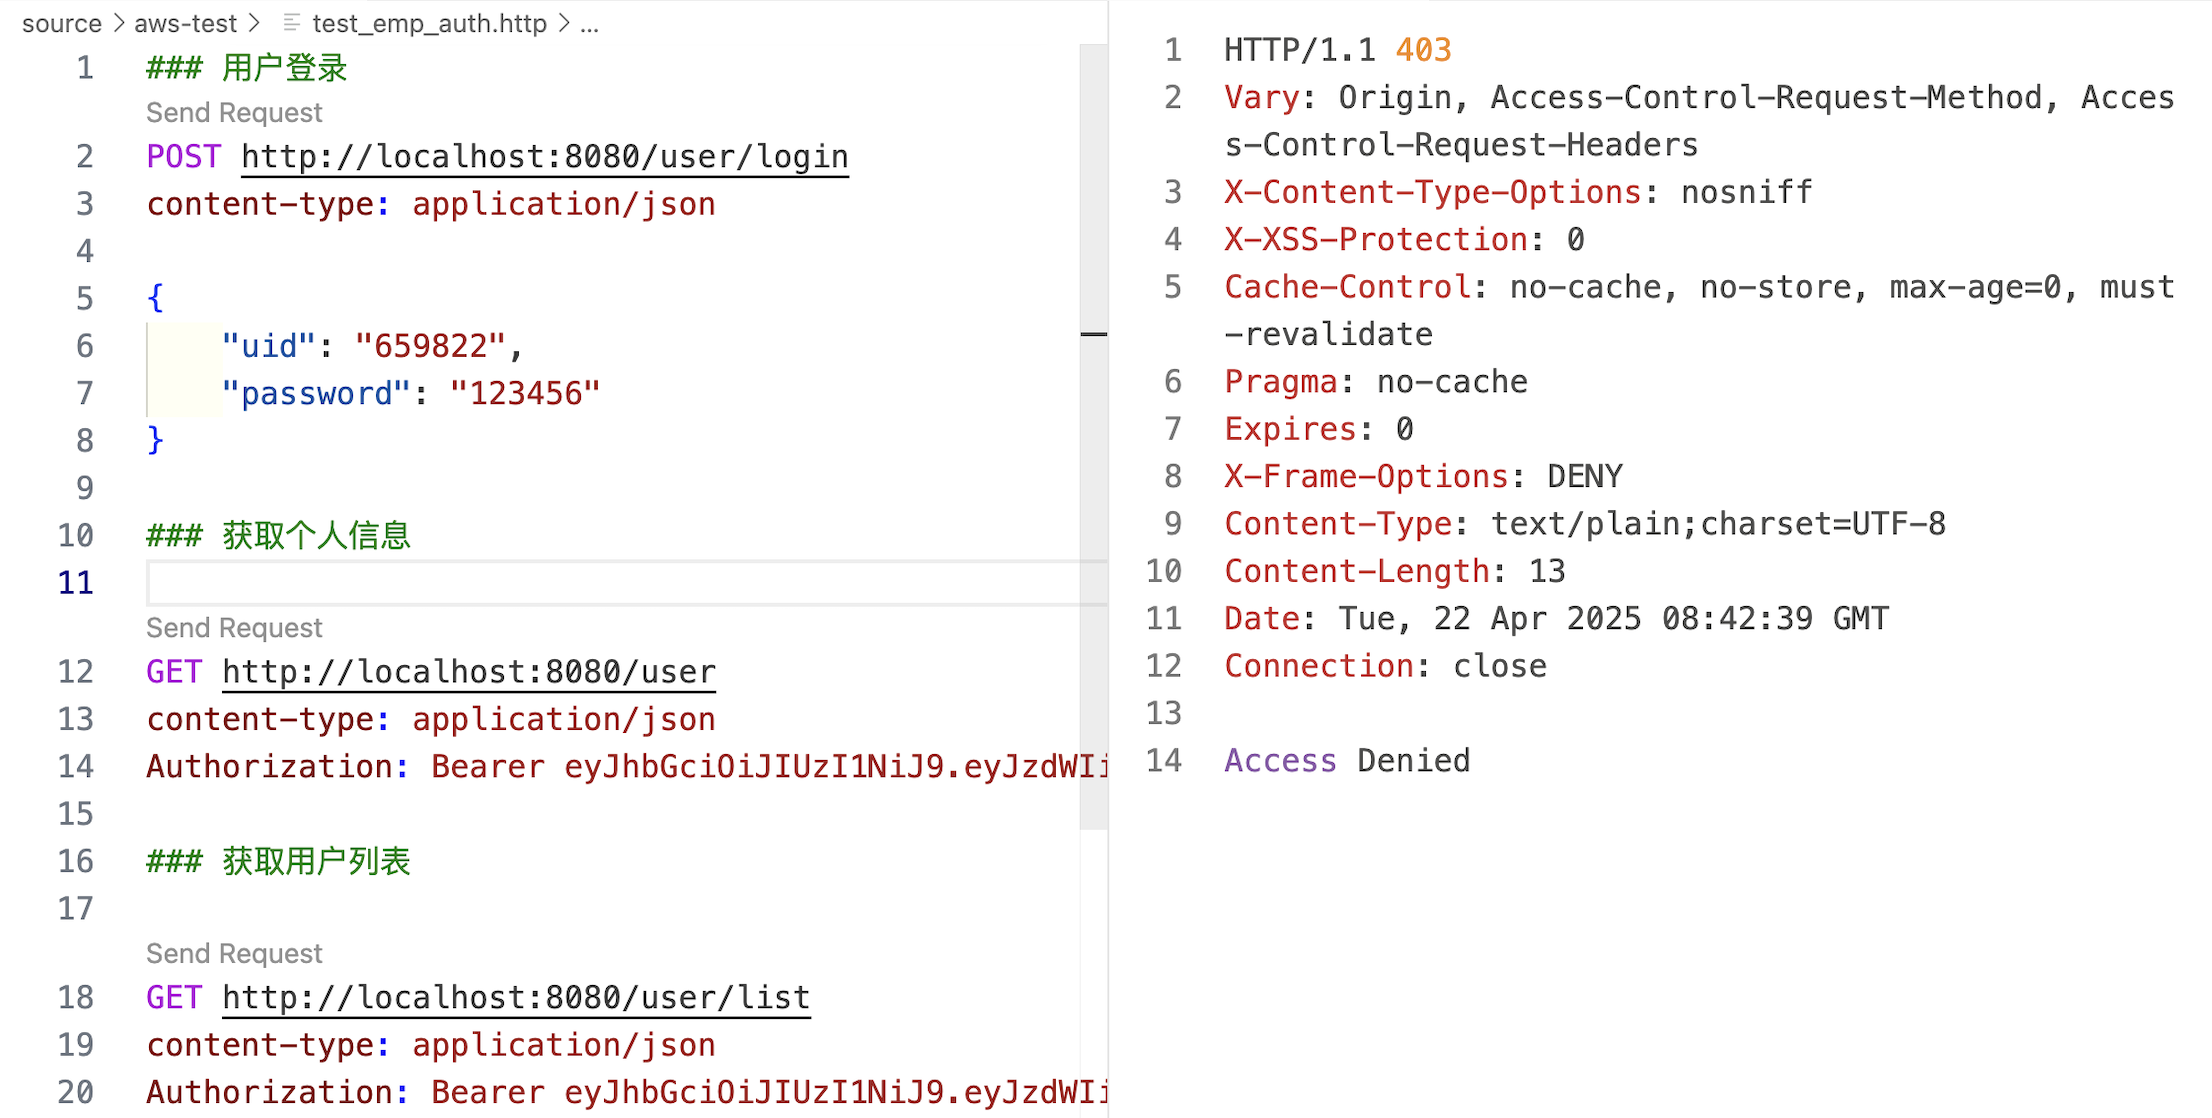 source > aws-test > test_emp_auth.http > ...
1 ### 用户登录
Send Request
2 POST http://localhost:8080/user/login
3 content-type: application/json
4
5 {
6 "uid": "659822",
7 "password": "123456"
8 }
9
10 ### 获取个人信息
11
Send Request
12 GET http://localhost:8080/user
13 content-type: application/json
14 Authorization: Bearer eyJhbGciOiJIUzI1NiJ9.eyJzdWIi
15
16 ### 获取用户列表
17
Send Request
18 GET http://localhost:8080/user/list
19 content-type: application/json
20 Authorization: Bearer eyJhbGciOiJIUzI1NiJ9.eyJzdWIi
1 HTTP/1.1 403
2 Vary: Origin, Access-Control-Request-Method, Acces
s-Control-Request-Headers
3 X-Content-Type-Options: nosniff
4 X-XSS-Protection: 0
5 Cache-Control: no-cache, no-store, max-age=0, must
-revalidate
6 Pragma: no-cache
7 Expires: 0
8 X-Frame-Options: DENY
9 Content-Type: text/plain;charset=UTF-8
10 Content-Length: 13
11 Date: Tue, 22 Apr 2025 08:42:39 GMT
12 Connection: close
13
14 Access Denied